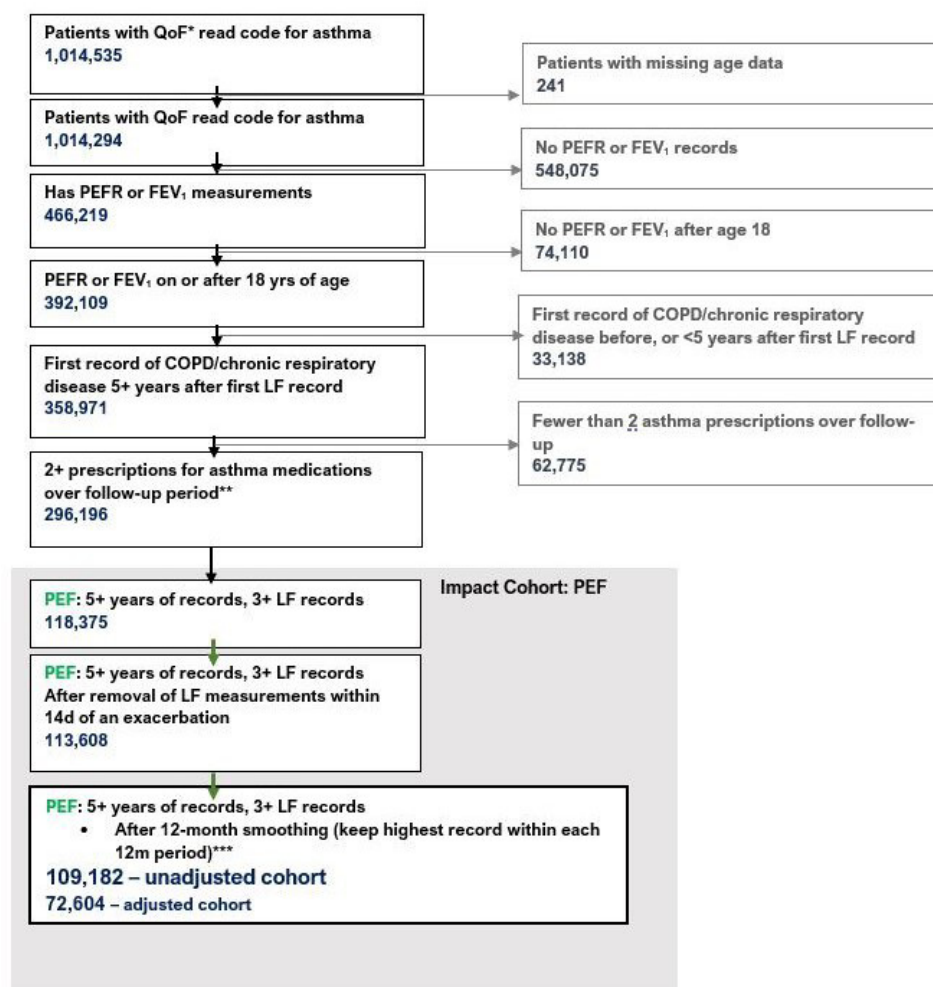 Patients with QoF* read code for asthma
1,014,535
Patients with missing age data
241
Patients with QoF read code for asthma
1,014,294
No PEFR or FEV₁ records
548,075
Has PEFR or FEV₁ measurements
466,219
No PEFR or FEV₁ after age 18
74,110
PEFR or FEV₁ on or after 18 yrs of age
392,109
First record of COPD/chronic respiratory
disease before, or <5 years after first LF record
33,138
First record of COPD/chronic respiratory
disease 5+ years after first LF record
358,971
Fewer than 2 asthma prescriptions over follow-
up
62,775
2+ prescriptions for asthma medications
over follow-up period**
296,196
Impact Cohort: PEF
PEF: 5+ years of records, 3+ LF records
118,375
PEF: 5+ years of records, 3+ LF records
After removal of LF measurements within
14d of an exacerbation
113,608
PEF: 5+ years of records, 3+ LF records
• After 12-month smoothing (keep highest record within each
12m period)***
109,182 – unadjusted cohort
72,604 – adjusted cohort